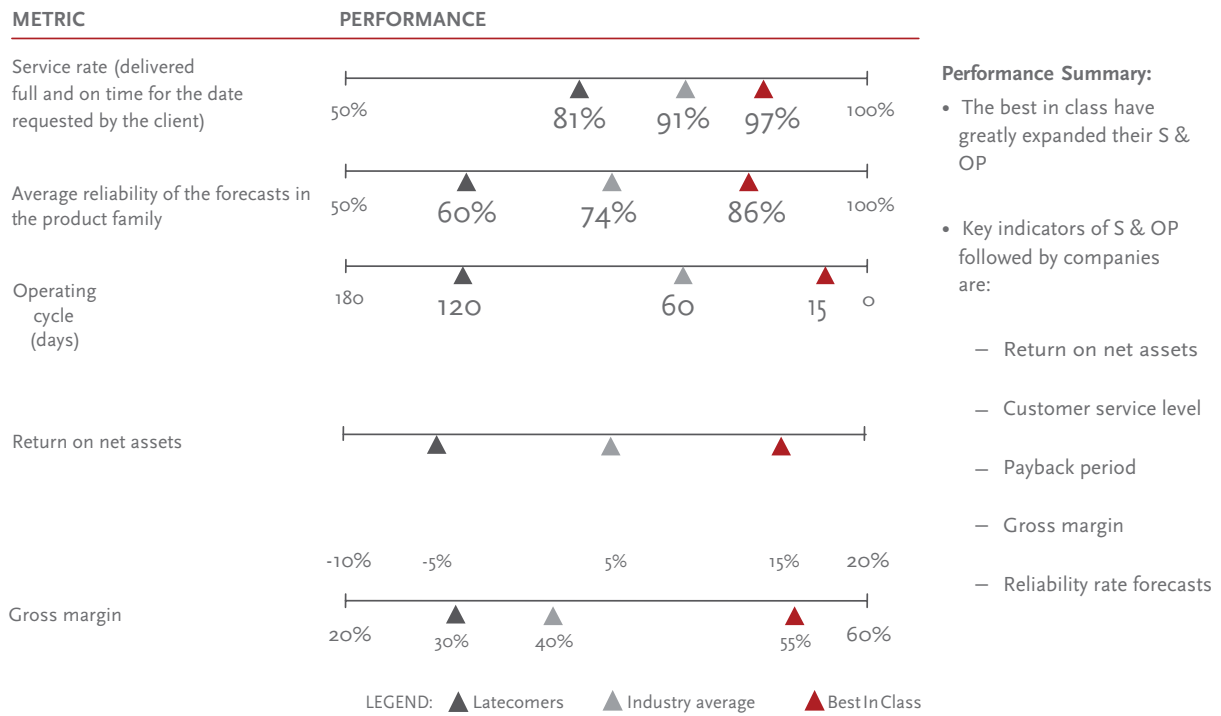 METRIC
PERFORMANCE
Service rate (delivered
full and on time for the date
requested by the client)
50%
81%
91%
97%
100%
Average reliability of the forecasts in
the product family
50%
60%
74%
86%
100%
Operating
cycle
(days)
180
120
60
15
0
Return on net assets
-10%
-5%
5%
15%
20%
Gross margin
20%
30%
40%
55%
60%
LEGEND:
Latecomers
Industry average
Best In Class
Performance Summary:
• The best in class have
greatly expanded their S &
OP
• Key indicators of S & OP
followed by companies
are:
— Return on net assets
— Customer service level
— Payback period
— Gross margin
— Reliability rate forecasts